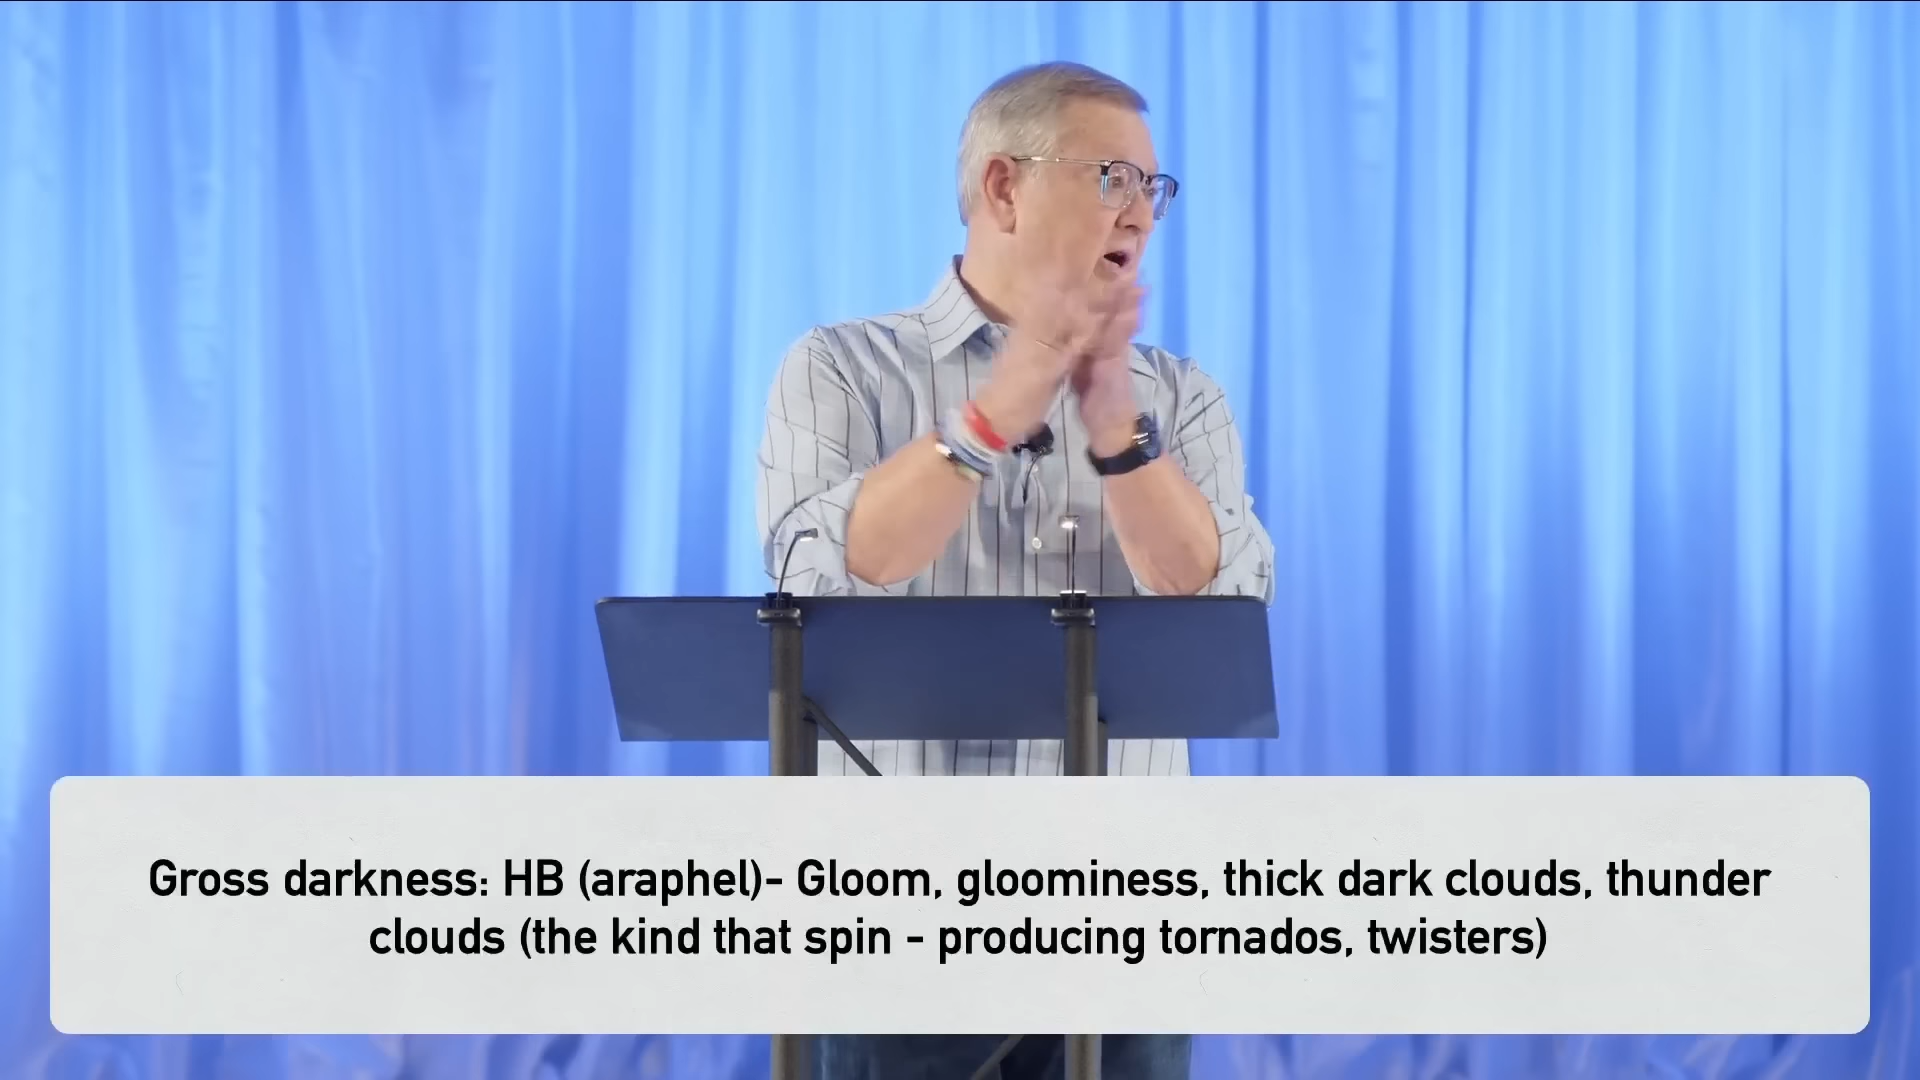 Gross darkness: HB (araphel)- Gloom, gloominess, thick dark clouds, thunder
clouds (the kind that spin - producing tornados, twisters)